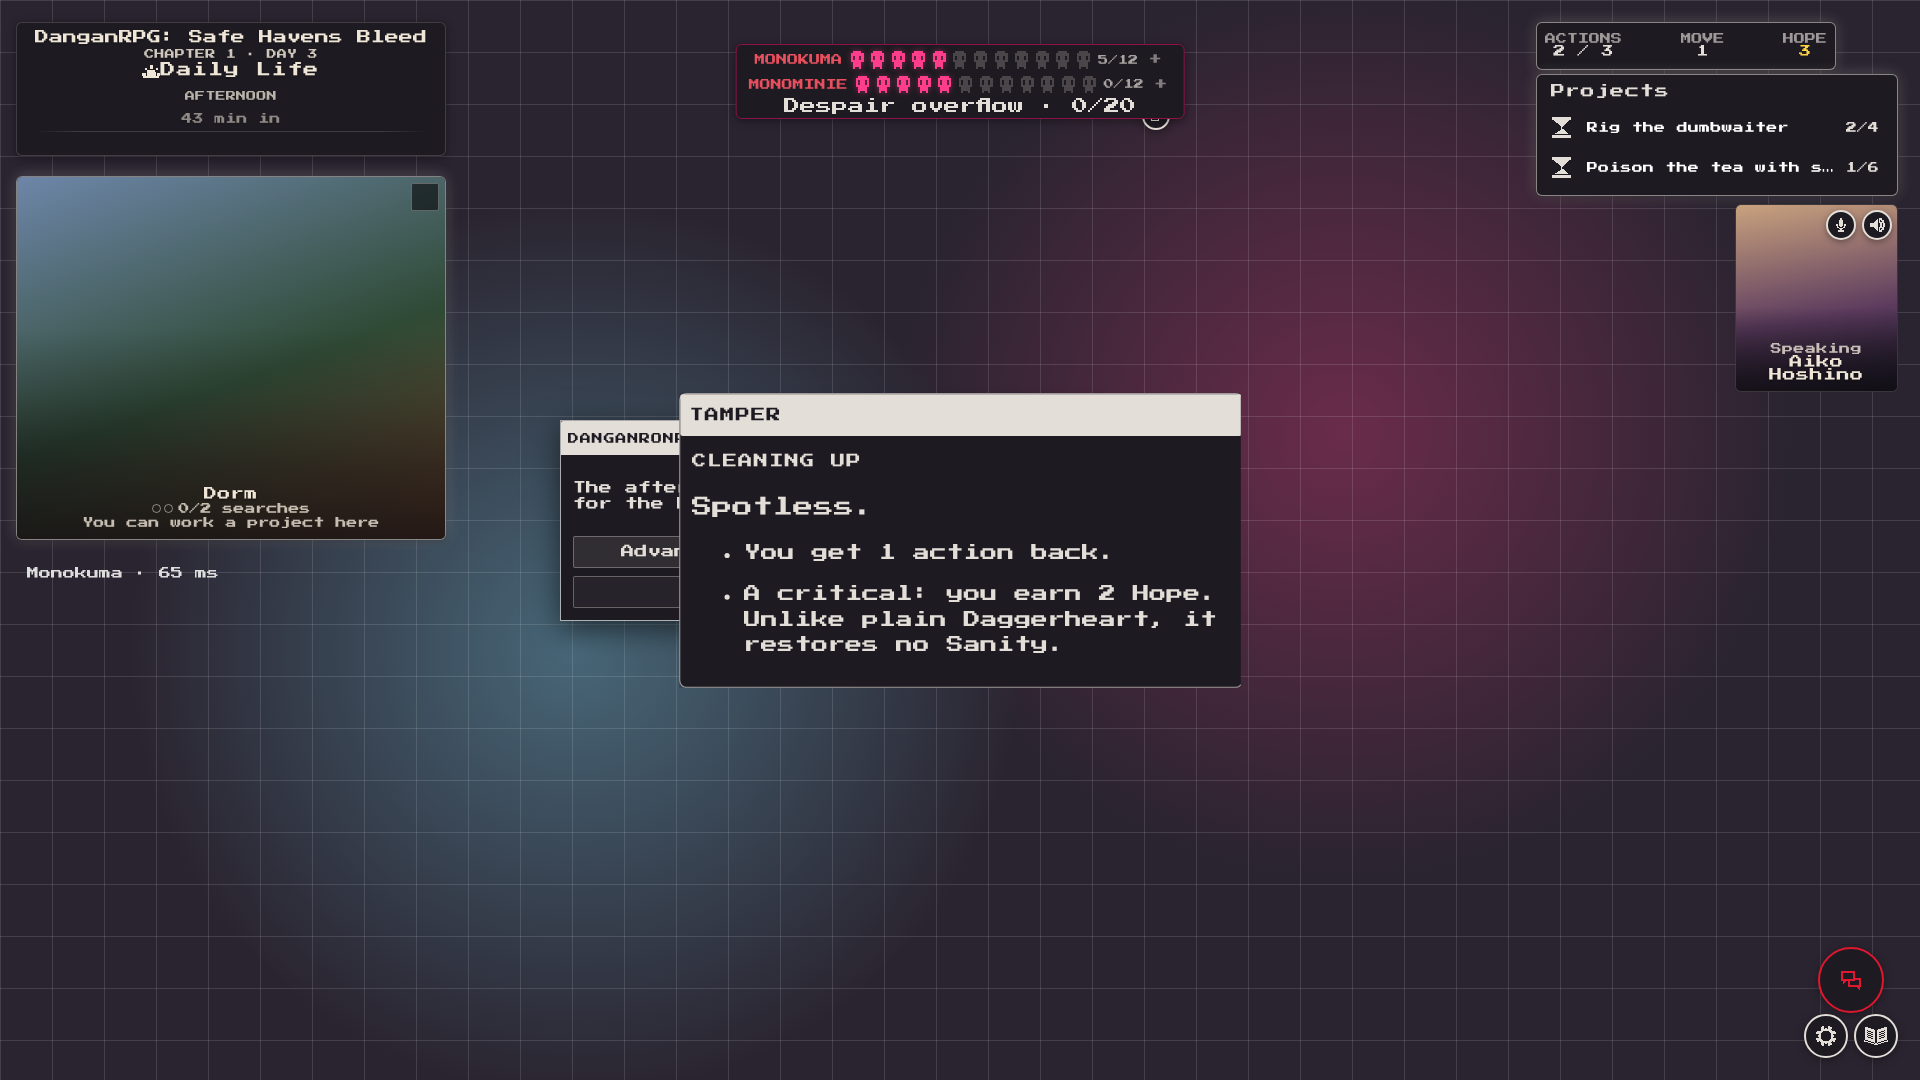 DanganRPG: Safe Havens Bleed
CHAPTER 1 · DAY 3
Daily Life
AFTERNOON
43 min in
MONOKUMA 5/12 +
MONOMINIE 0/12 +
Despair overflow · 0/20
ACTIONS MOVE HOPE
2 / 3 1 3
Projects
Rig the dumbwaiter 2/4
Poison the tea with s… 1/6
Speaking
Aiko
Hoshino
Dorm
0/2 searches
You can work a project here
Monokuma · 65 ms
TAMPER
CLEANING UP
Spotless.
• You get 1 action back.
• A critical: you earn 2 Hope.
Unlike plain Daggerheart, it
restores no Sanity.
The
for the